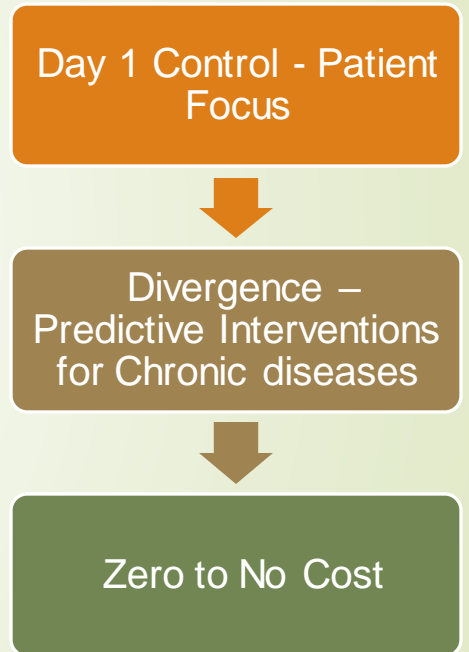 Day 1 Control - Patient
Focus
Divergence –
Predictive Interventions
for Chronic diseases
Zero to No Cost